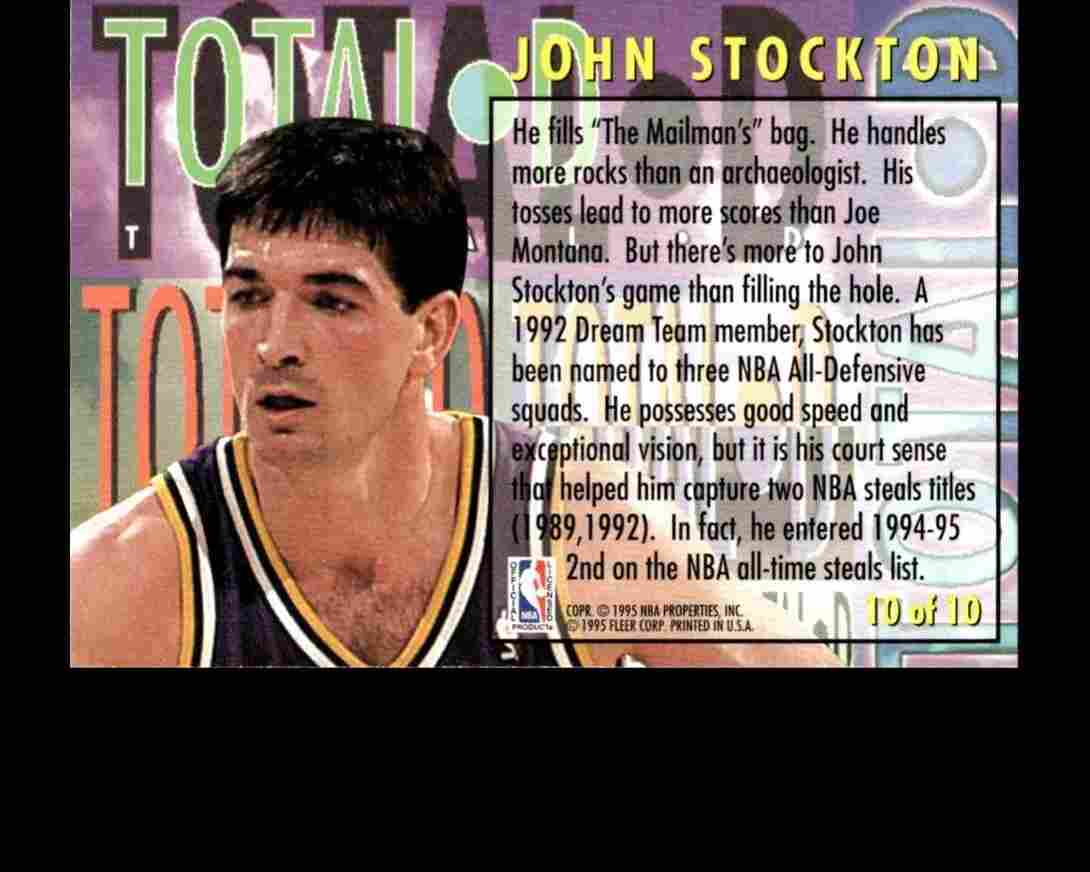 TOTAL•D
JOHN STOCKTON
He fills "The Mailman's" bag. He handles
more rocks than an archaeologist. His
tosses lead to more scores than Joe
Montana. But there's more to John
Stockton's game than filling the hole. A
1992 Dream Team member, Stockton has
been named to three NBA All-Defensive
squads. He possesses good speed and
exceptional vision, but it is his court sense
that helped him capture two NBA steals titles
(1989,1992). In fact, he entered 1994-95
2nd on the NBA all-time steals list.
OFFICIAL LICENSED
NBA
PRODUCT
COPR. © 1995 NBA PROPERTIES, INC.
© 1995 FLEER CORP. PRINTED IN U.S.A.
10 of 10